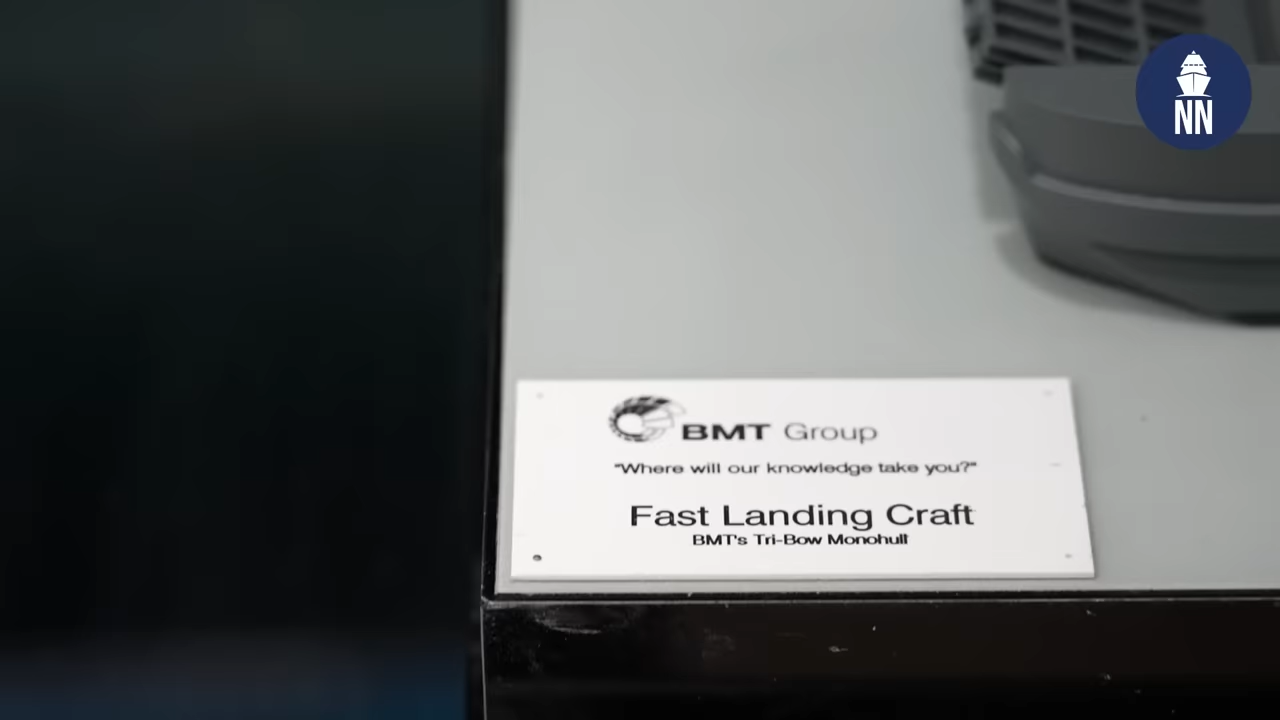 NN
BMT Group
"Where will our knowledge take you?"
Fast Landing Craft
BMT's Tri-Bow Monohull